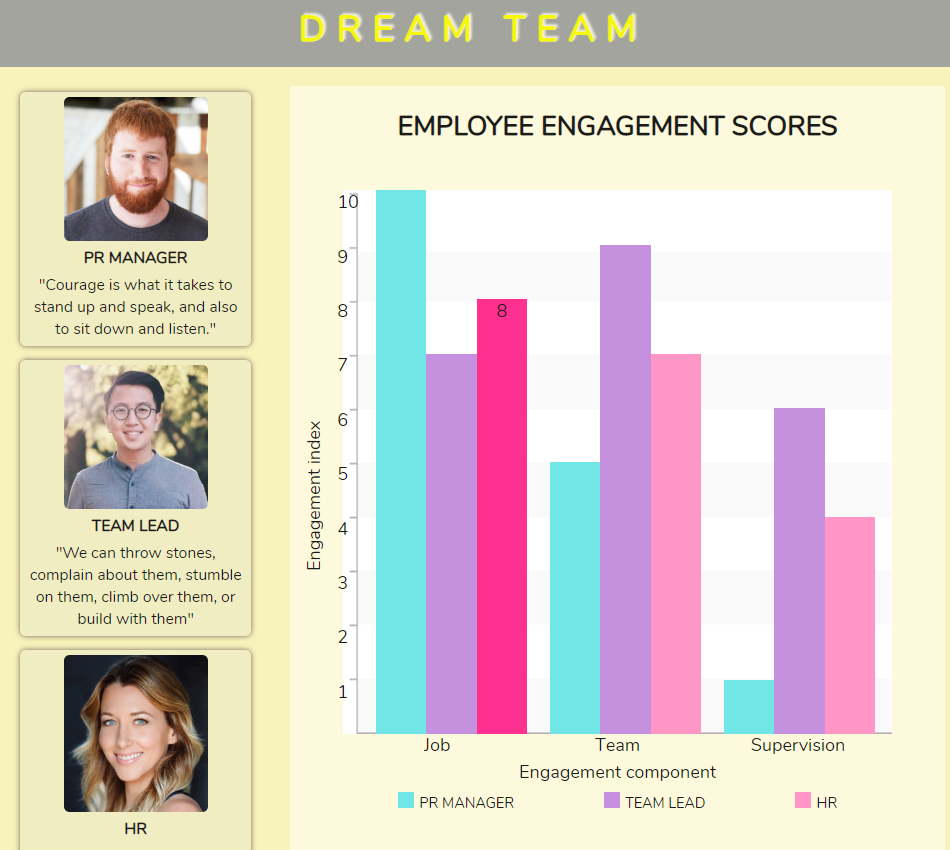 DREAM TEAM
PR MANAGER
"Courage is what it takes to
stand up and speak, and also
to sit down and listen."
TEAM LEAD
"We can throw stones,
complain about them, stumble
on them, climb over them, or
build with them"
HR
EMPLOYEE ENGAGEMENT SCORES
10
9
8
7
6
5
4
3
2
1
Engagement index
8
Job Team Supervision
Engagement component
PR MANAGER TEAM LEAD HR